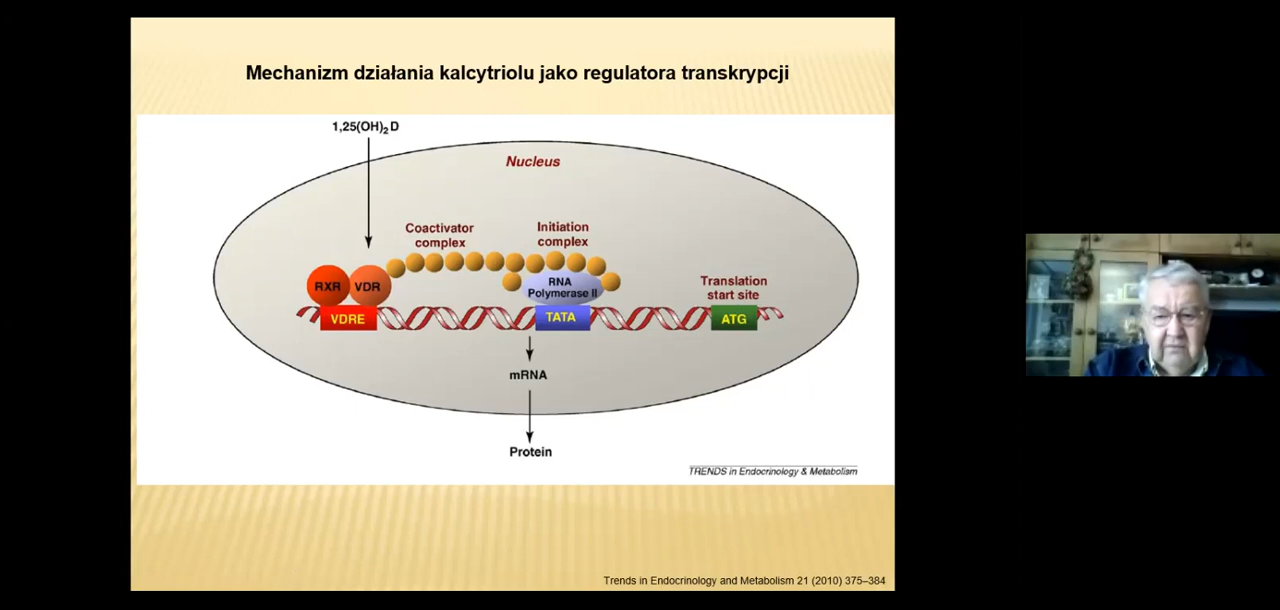 Mechanizm działania kalcytriolu jako regulatora transkrypcji
1,25(OH)₂D
Nucleus
Coactivator
complex
Initiation
complex
RXR
VDR
RNA
Polymerase II
Translation
start site
VDRE
TATA
ATG
mRNA
Protein
TRENDS in Endocrinology & Metabolism
Trends in Endocrinology and Metabolism 21 (2010) 375–384